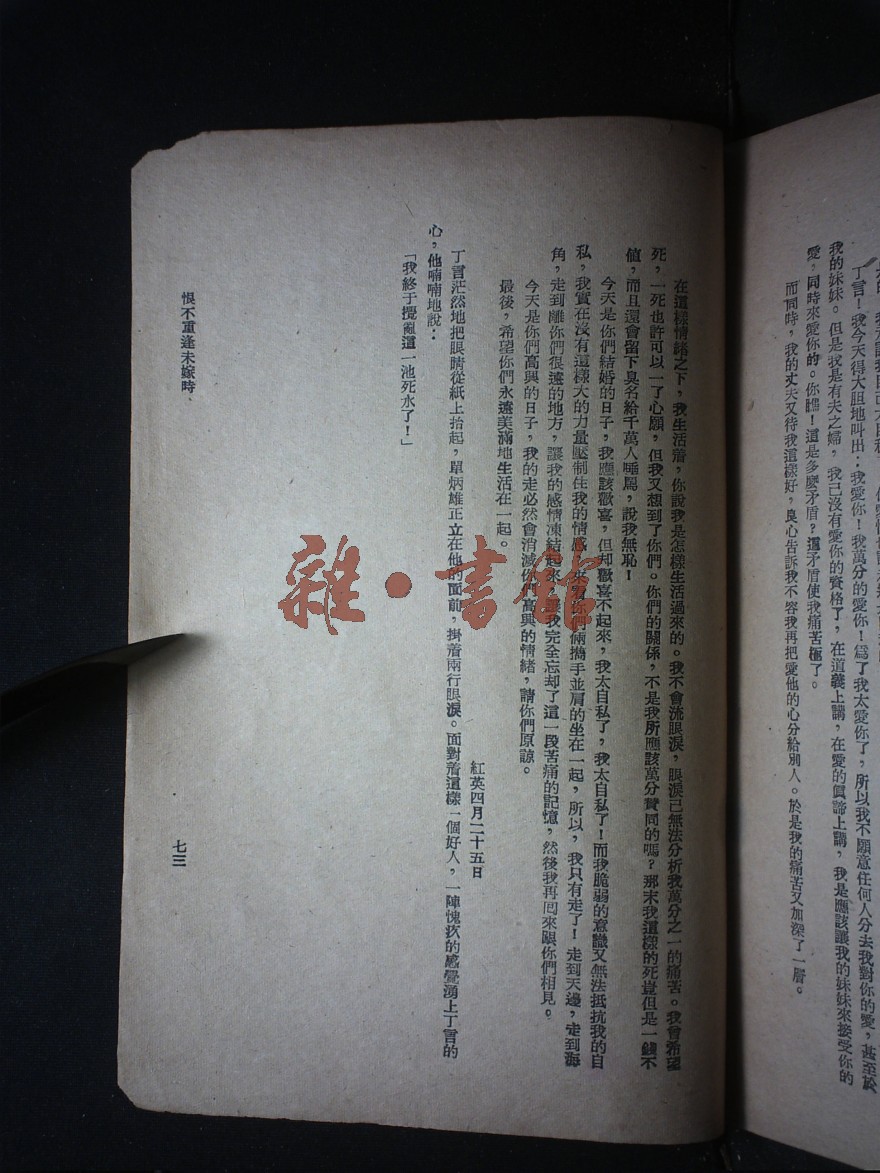 丁言！我今天得大胆地叫出：我愛你！我萬分的愛你！爲了我太愛你了，所以我不願意任何人分去我對你的愛，甚至於
我的妹妹。但是我是有夫之婦，我已沒有愛你的資格了，在道義上講，在愛的眞諦上講，我是應該讓我的妹妹來接受你的
愛，同時來愛你的。你瞧！這是多麽矛盾？這矛盾使我痛苦極了。
而同時，我的丈夫又待我這樣好，良心告訴我不容我再把愛他的心分給別人。於是我的痛苦又加深了一層。
在這樣情緒之下，我生活着，你說我是怎樣生活過來的。我不會流眼淚，眼淚已無法分析我萬分之一的痛苦。我曾希望
死，一死也許可以一了心願，但我又想到了你們。你們的關係，不是我所應該萬分贊同的嗎？那末我這樣的死豈但是一錢不
値，而且還會留下臭名給千萬人唾罵，說我無恥！
今天是你們結婚的日子，我應該歡喜，但却歡喜不起來，我太自私了，我太自私了！而我脆弱的意識又無法抵抗我的自
私，我實在沒有這樣大的力量壓制住我的情感，來看你們倆攜手並肩的坐在一起，所以，我只有走了！走到天邊，走到海
角，走到離你們很遠的地方，讓我的感情凍結起來，讓我完全忘却了這一段苦痛的記憶，然後我再囘來跟你們相見。
今天是你們高興的日子，我的走必然會消滅你們高興的情緒，請你們原諒。
最後，希望你們永遠美滿地生活在一起。
紅英四月二十五日
丁言茫然地把眼睛從紙上抬起，單炳雄正立在他的面前，掛着兩行眼淚。面對着這樣一個好人，一陣愧疚的感覺湧上丁言的
心，他喃喃地說：
「我終于攪亂這一池死水了！」
恨不重逢未嫁時
七三
雜·書館